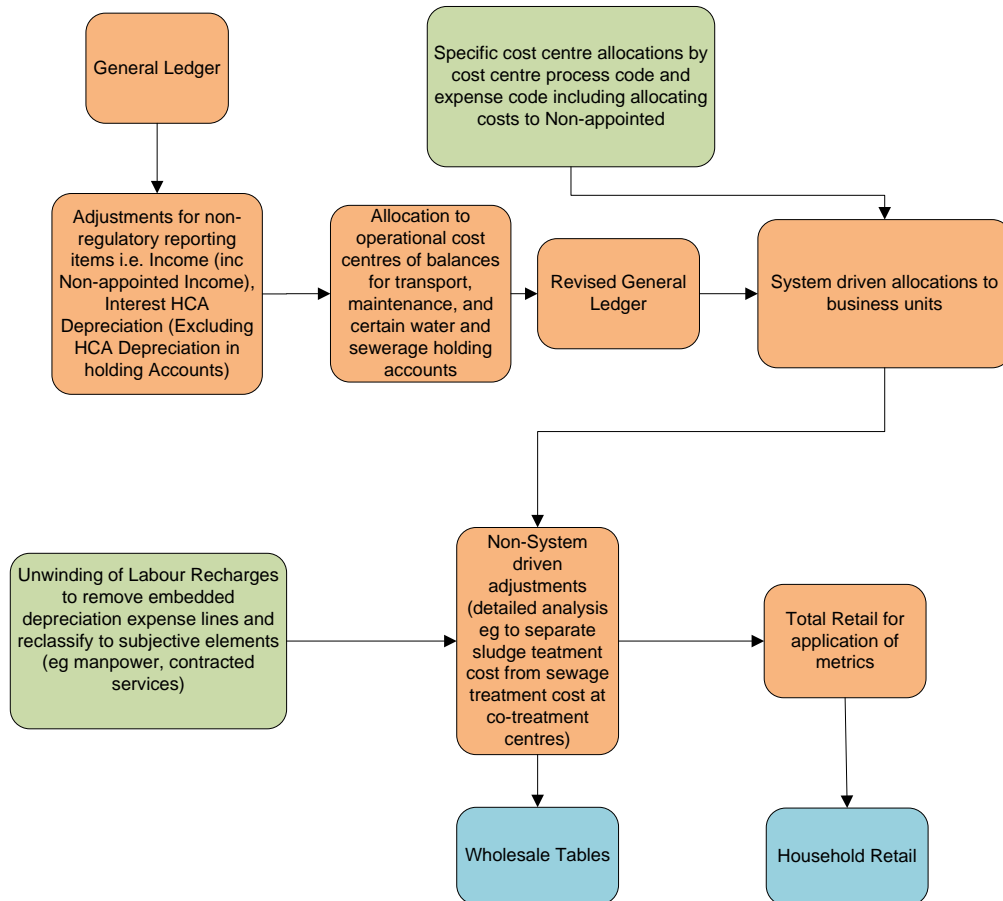 General Ledger
Specific cost centre allocations by
cost centre process code and
expense code including allocating
costs to Non-appointed
Adjustments for non-
regulatory reporting
items i.e. Income (inc
Non-appointed Income),
Interest HCA
Depreciation (Excluding
HCA Depreciation in
holding Accounts)
Allocation to
operational cost
centres of balances
for transport,
maintenance, and
certain water and
sewerage holding
accounts
Revised General
Ledger
System driven allocations to
business units
Unwinding of Labour Recharges
to remove embedded
depreciation expense lines and
reclassify to subjective elements
(eg manpower, contracted
services)
Non-System
driven
adjustments
(detailed analysis
eg to separate
sludge teatment
cost from sewage
treatment cost at
co-treatment
centres)
Total Retail for
application of
metrics
Wholesale Tables
Household Retail